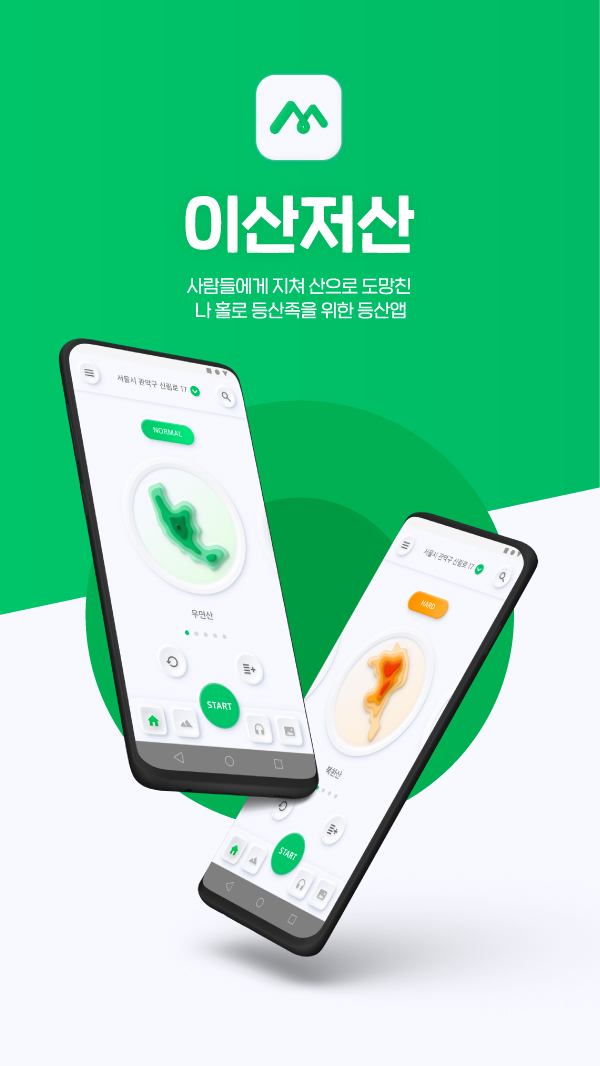 이산저산
사람들에게 지쳐 산으로 도망친
나 홀로 등산족을 위한 등산앱
서울시 관악구 신림로 17
NORMAL
우면산
START
서울시 관악구 신림로 17
HARD
북한산
START